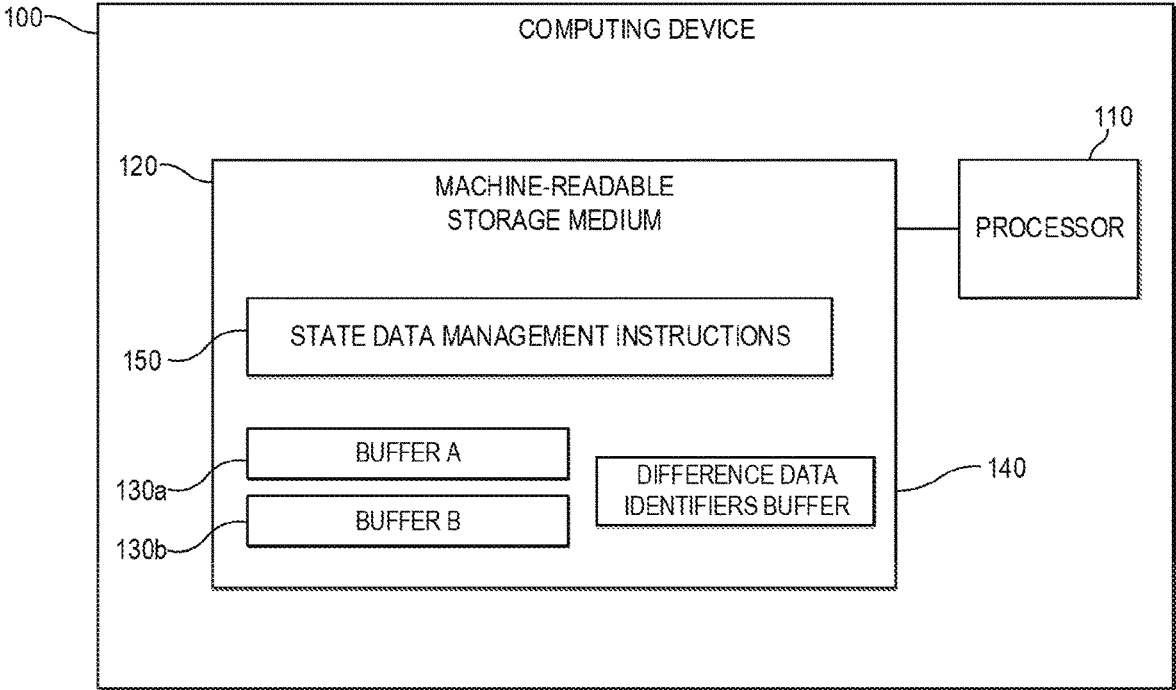 100
COMPUTING DEVICE
110
120
MACHINE-READABLE
STORAGE MEDIUM
PROCESSOR
150
STATE DATA MANAGEMENT INSTRUCTIONS
BUFFER A
130a
DIFFERENCE DATA
IDENTIFIERS BUFFER
140
BUFFER B
130b